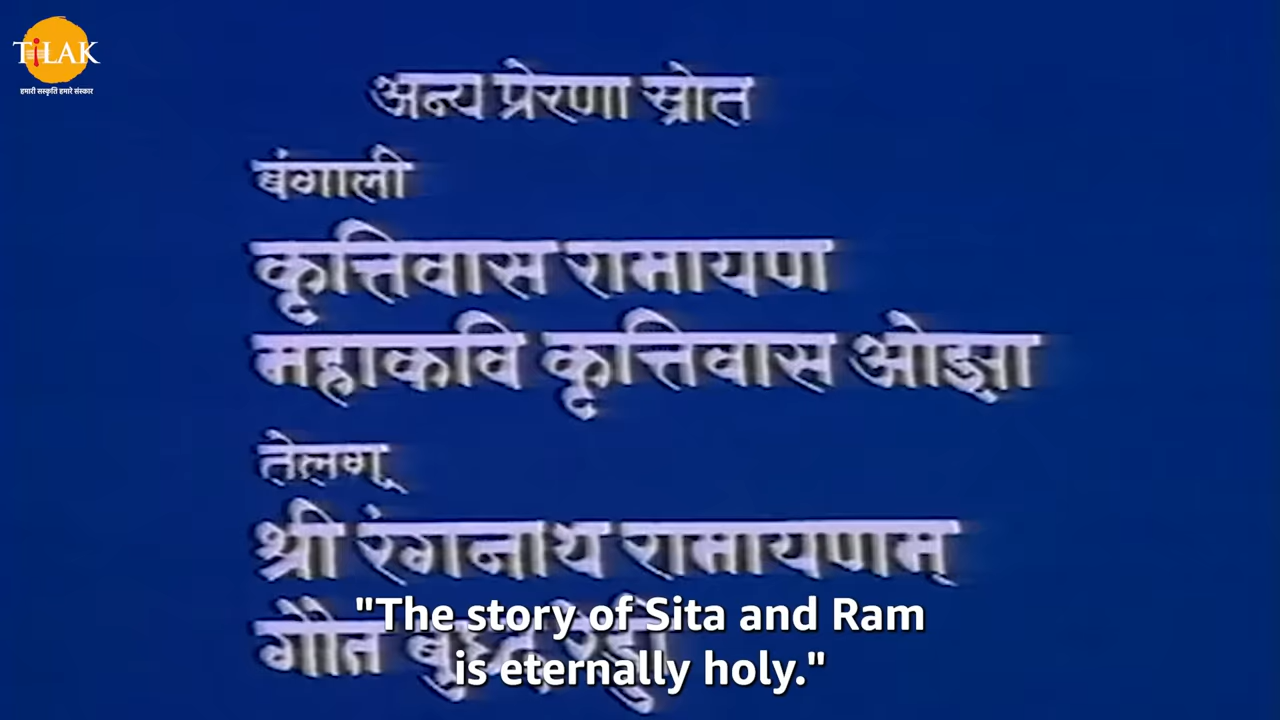 TiLAK
हमारी संस्कृति हमारे संस्कार
अन्य प्रेरणा स्रोत
बंगाली
कृत्तिवास रामायण
महाकवि कृत्तिवास ओझा
तेलगू
श्री रंगनाथ रामायणम्
"The story of Sita and Ram
is eternally holy."